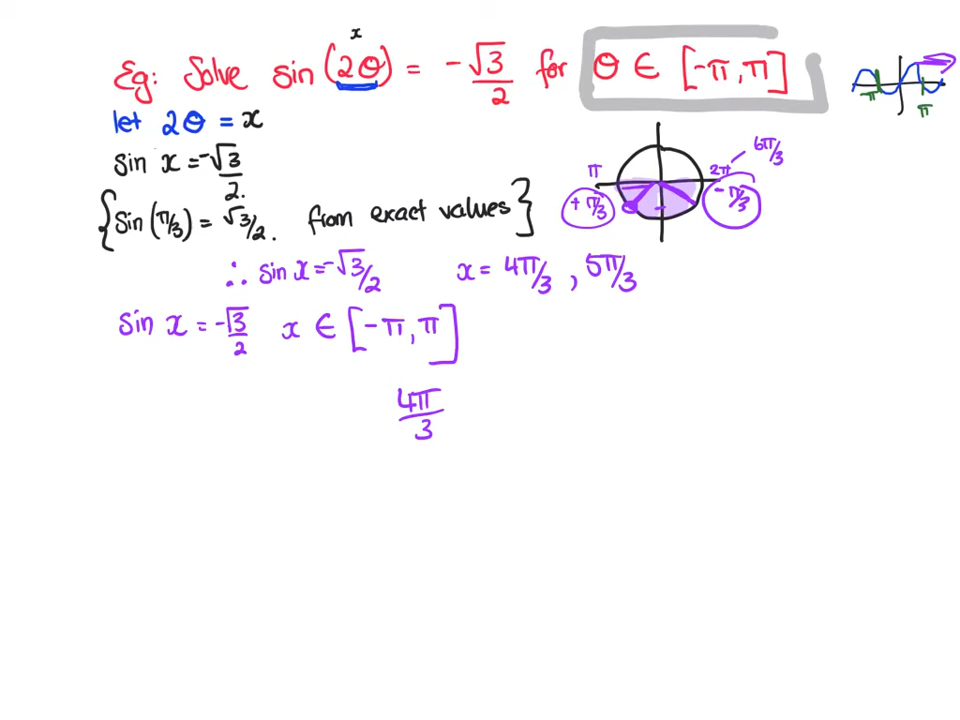 x
Eg: Solve sin(2θ) = -√3/2 for θ ∈ [-π, π]
let 2θ = x
sin x = -√3/2.
{Sin(π/3) = √3/2. from exact values}
∴ sin x = -√3/2 x = 4π/3, 5π/3
Sin x = -√3/2 x ∈ [-π, π]
4π/3
π
2π
6π/3
+π/3
-π/3
π
π